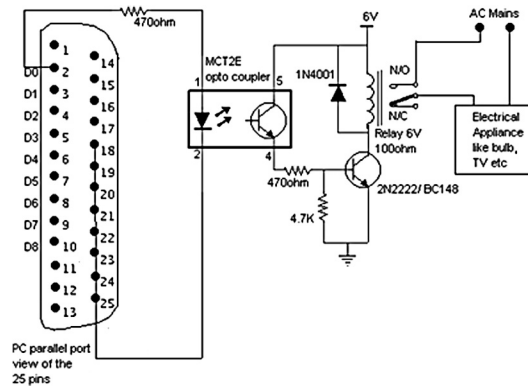 470ohm
6V
AC Mains
MCT2E
opto coupler
1N4001
N/O
N/C
Relay 6V
100ohm
Electrical
Appliance
like bulb,
TV etc
1
5
2
4
470ohm
4.7K
2N2222/ BC148
D0
D1
D2
D3
D4
D5
D6
D7
D8
1
2
3
4
5
6
7
8
9
10
11
12
13
14
15
16
17
18
19
20
21
22
23
24
25
PC parallel port
view of the
25 pins